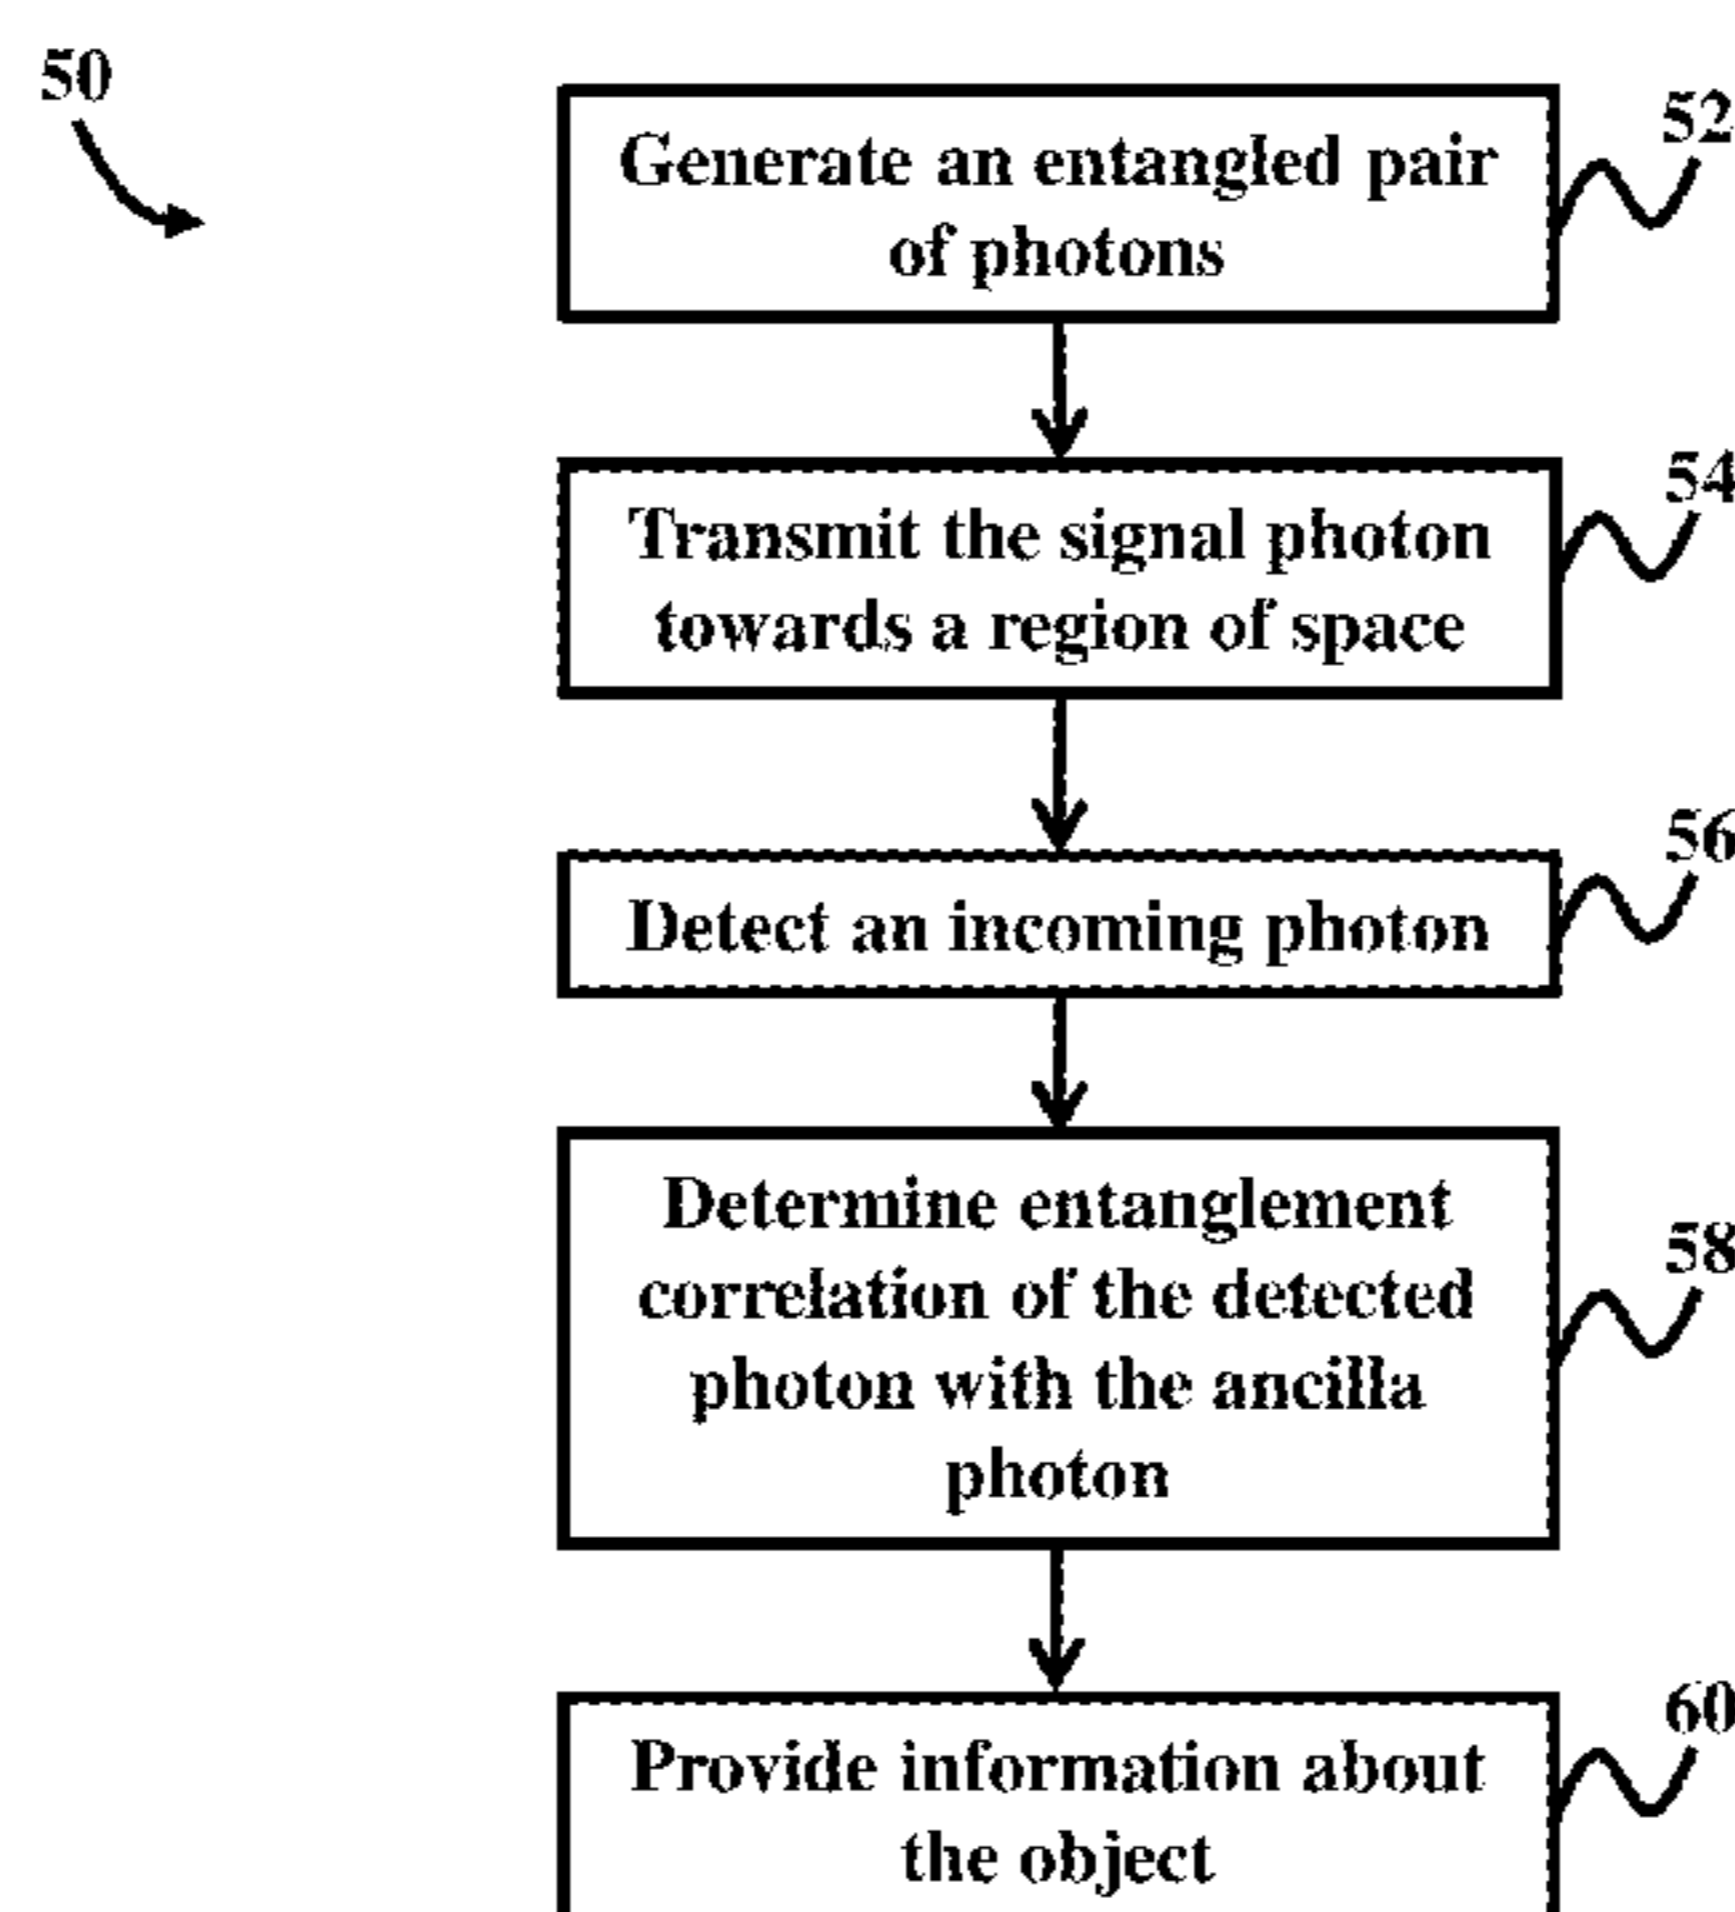 50
52
Generate an entangled pair
of photons
54
Transmit the signal photon
towards a region of space
56
Detect an incoming photon
Determine entanglement
58
correlation of the detected
photon with the ancilla
photon
60
Provide information about
the object